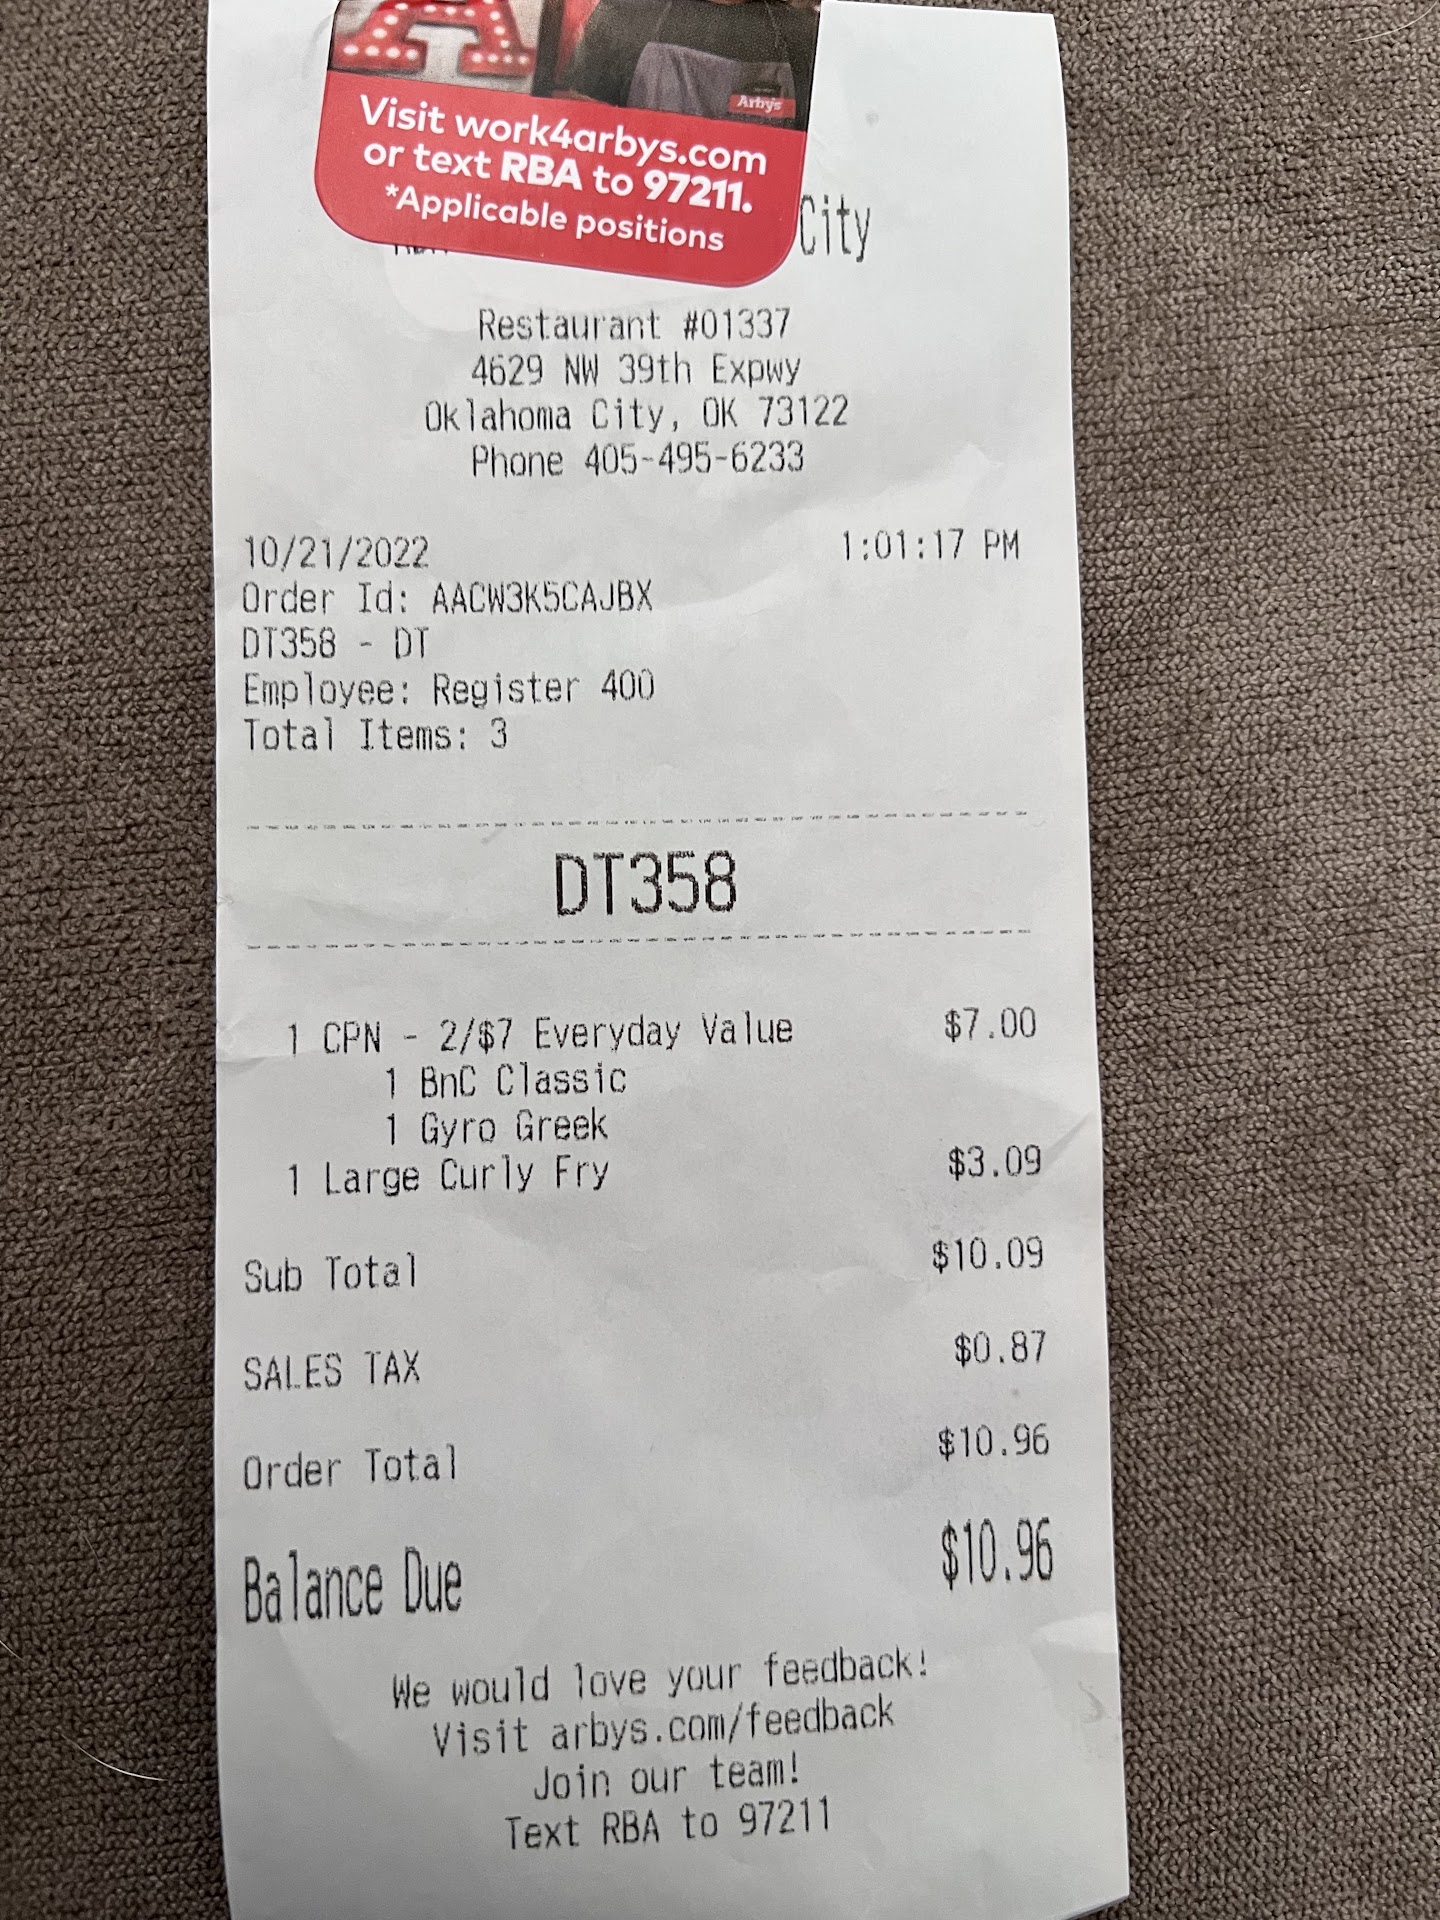 Arby's
Visit work4arbys.com
or text RBA to 97211.
*Applicable positions
City
Restaurant #01337
4629 NW 39th Expwy
Oklahoma City, OK 73122
Phone 405-495-6233
10/21/2022 1:01:17 PM
Order Id: AACW3K5CAJBX
DT358 - DT
Employee: Register 400
Total Items: 3
DT358
1 CPN - 2/$7 Everyday Value $7.00
1 BnC Classic
1 Gyro Greek
1 Large Curly Fry $3.09
Sub Total $10.09
SALES TAX $0.87
Order Total $10.96
Balance Due $10.96
We would love your feedback!
Visit arbys.com/feedback
Join our team!
Text RBA to 97211